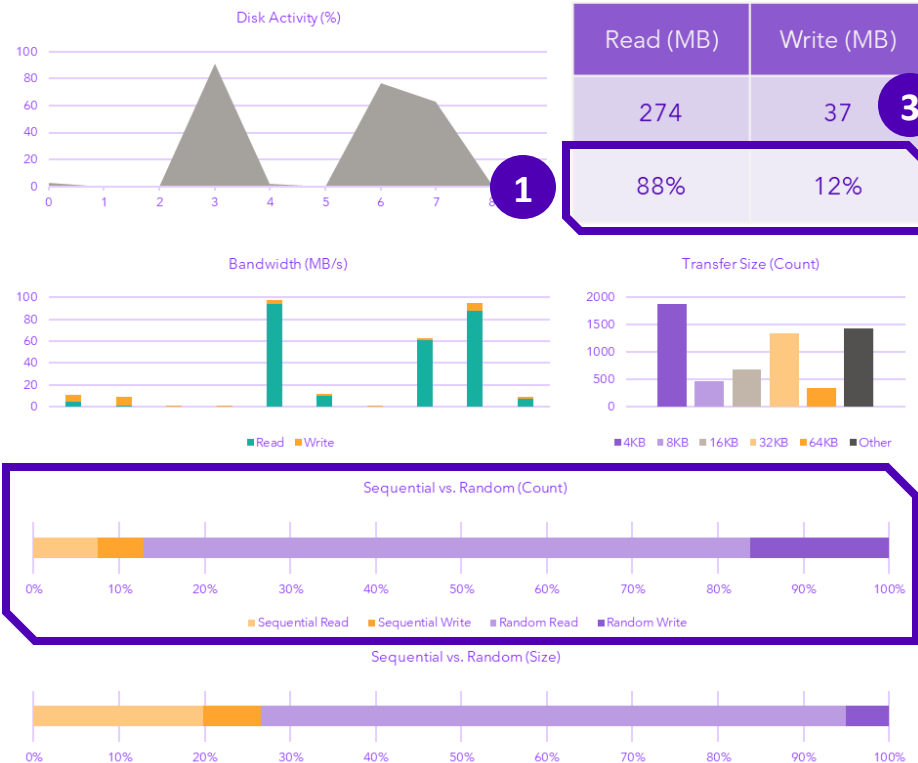 Disk Activity (%)
100
80
60
40
20
0
0 1 2 3 4 5 6 7
1
Read (MB) Write (MB)
274 37
3
88% 12%
Bandwidth (MB/s)
100
80
60
40
20
0
Read Write
Transfer Size (Count)
2000
1500
1000
500
0
4KB 8KB 16KB 32KB 64KB Other
Sequential vs. Random (Count)
0% 10% 20% 30% 40% 50% 60% 70% 80% 90% 100%
Sequential Read Sequential Write Random Read Random Write
Sequential vs. Random (Size)
0% 10% 20% 30% 40% 50% 60% 70% 80% 90% 100%